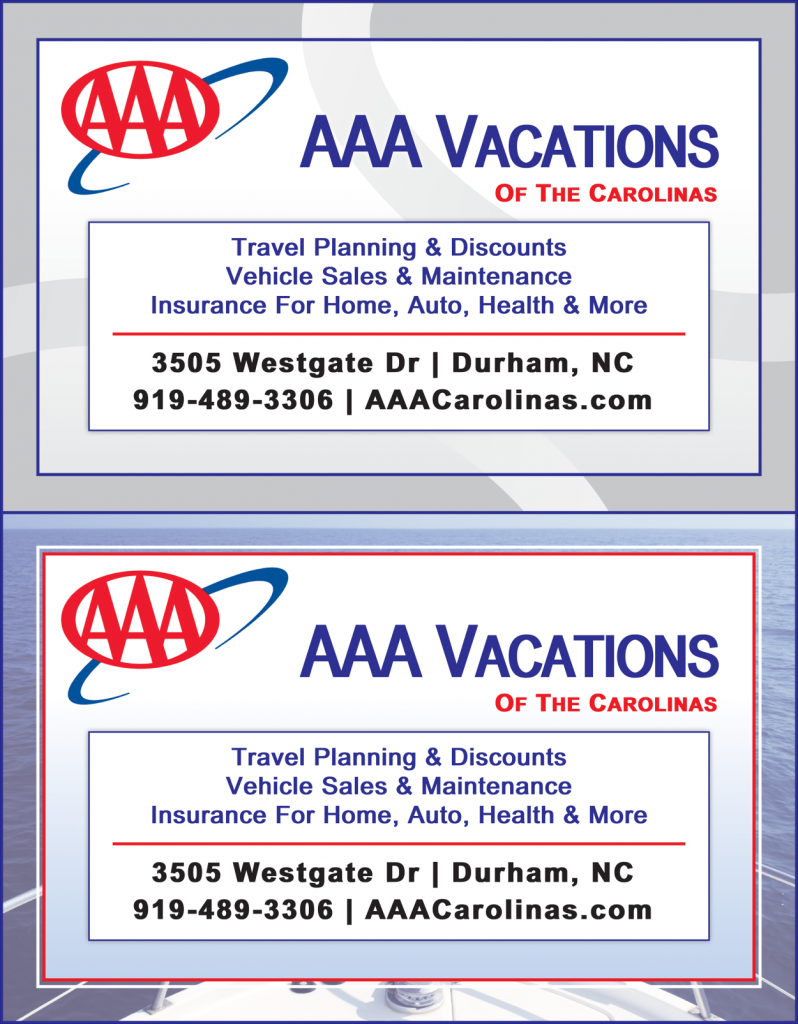 AAA
AAA VACATIONS
OF THE CAROLINAS
Travel Planning & Discounts
Vehicle Sales & Maintenance
Insurance For Home, Auto, Health & More
3505 Westgate Dr | Durham, NC
919-489-3306 | AAACarolinas.com
AAA
AAA VACATIONS
OF THE CAROLINAS
Travel Planning & Discounts
Vehicle Sales & Maintenance
Insurance For Home, Auto, Health & More
3505 Westgate Dr | Durham, NC
919-489-3306 | AAACarolinas.com